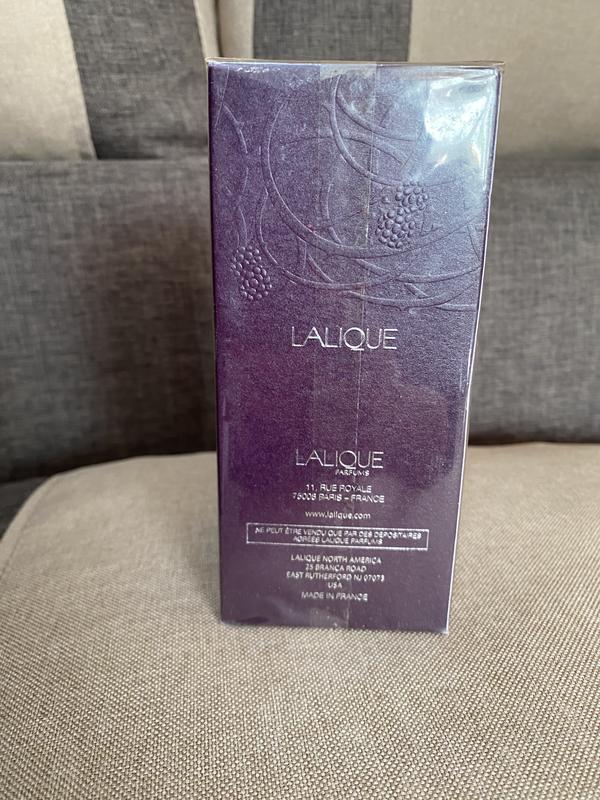 LALIQUE
LALIQUE
PARFUMS
11, RUE ROYALE
75008 PARIS - FRANCE
www.lalique.com
NE PEUT ÊTRE VENDU QUE PAR DES DÉPOSITAIRES
AGRÉÉS LALIQUE PARFUMS
LALIQUE NORTH AMERICA
25 BRANCA ROAD
EAST RUTHERFORD NJ 07073
USA
MADE IN FRANCE